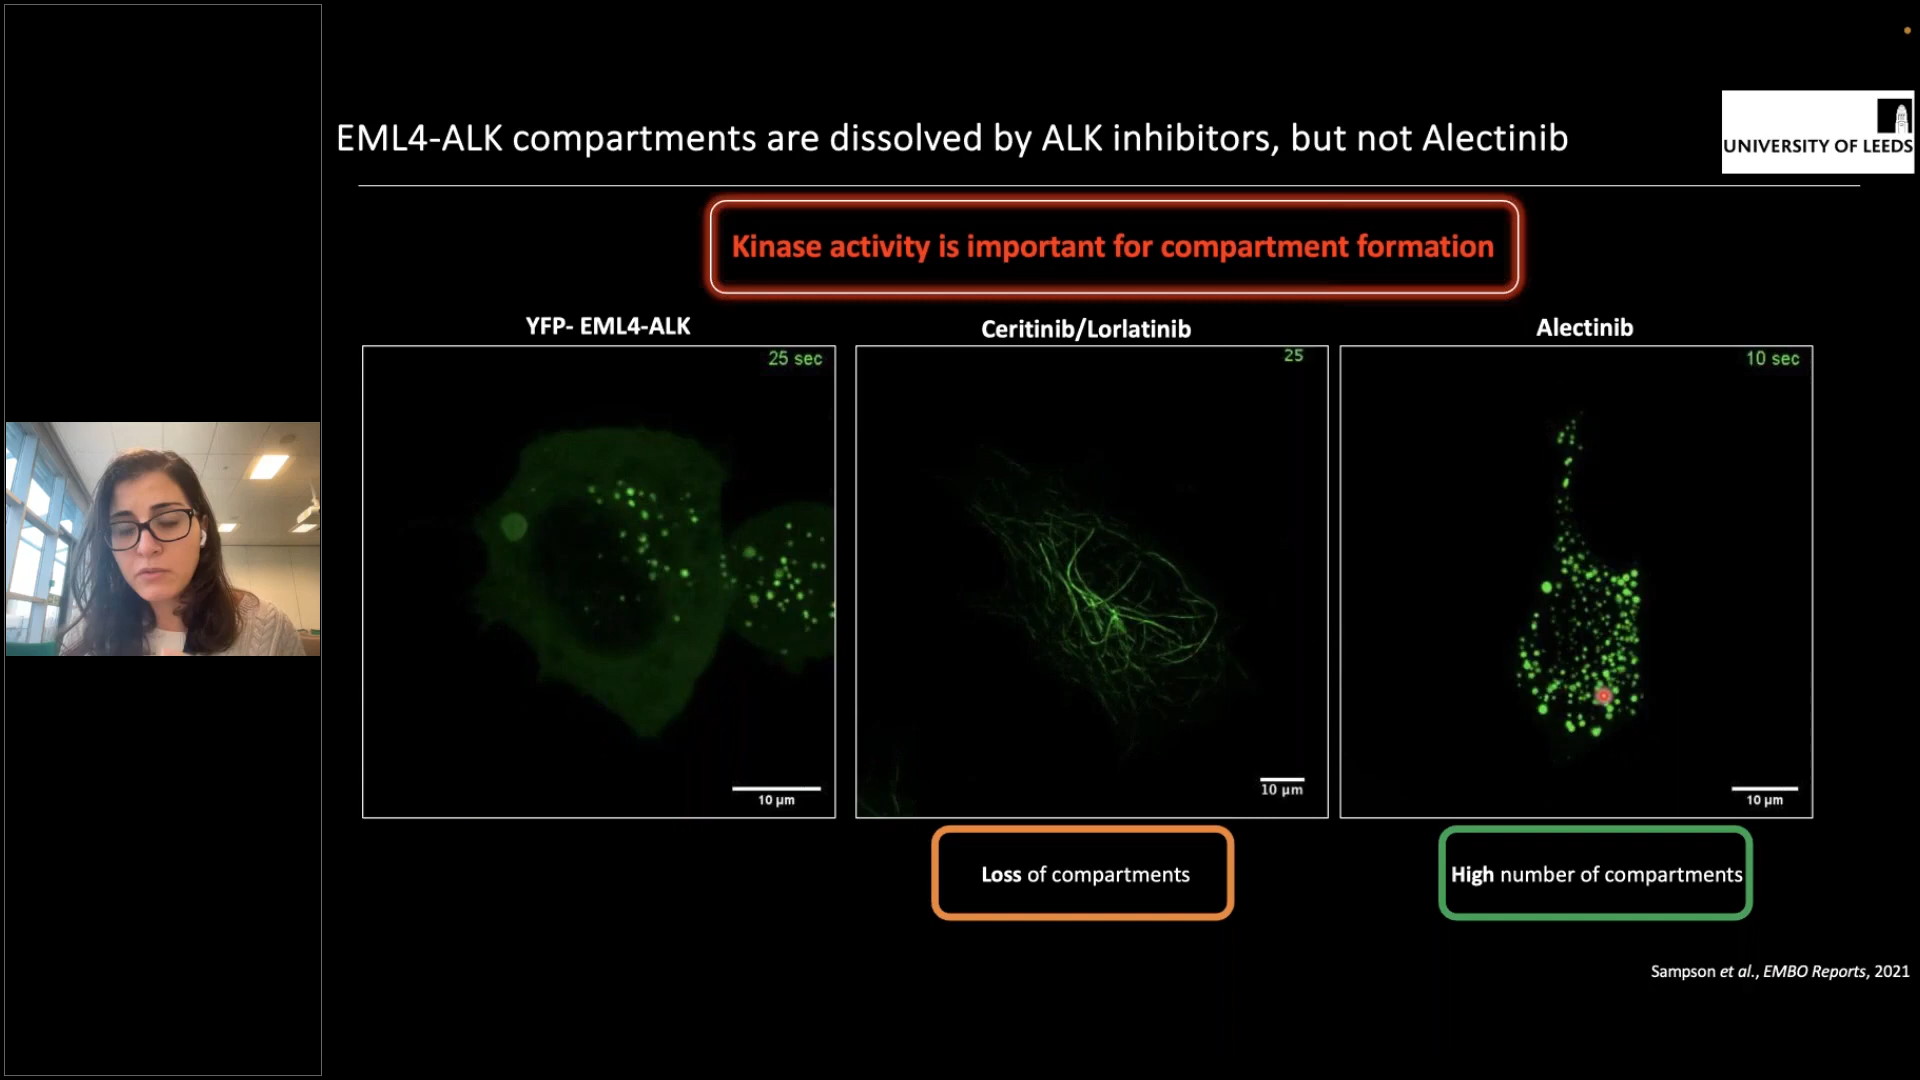 EML4-ALK compartments are dissolved by ALK inhibitors, but not Alectinib
UNIVERSITY OF LEEDS
Kinase activity is important for compartment formation
YFP- EML4-ALK
Ceritinib/Lorlatinib
Alectinib
25 sec
25
10 sec
10 µm
10 µm
10 µm
Loss of compartments
High number of compartments
Sampson et al., EMBO Reports, 2021